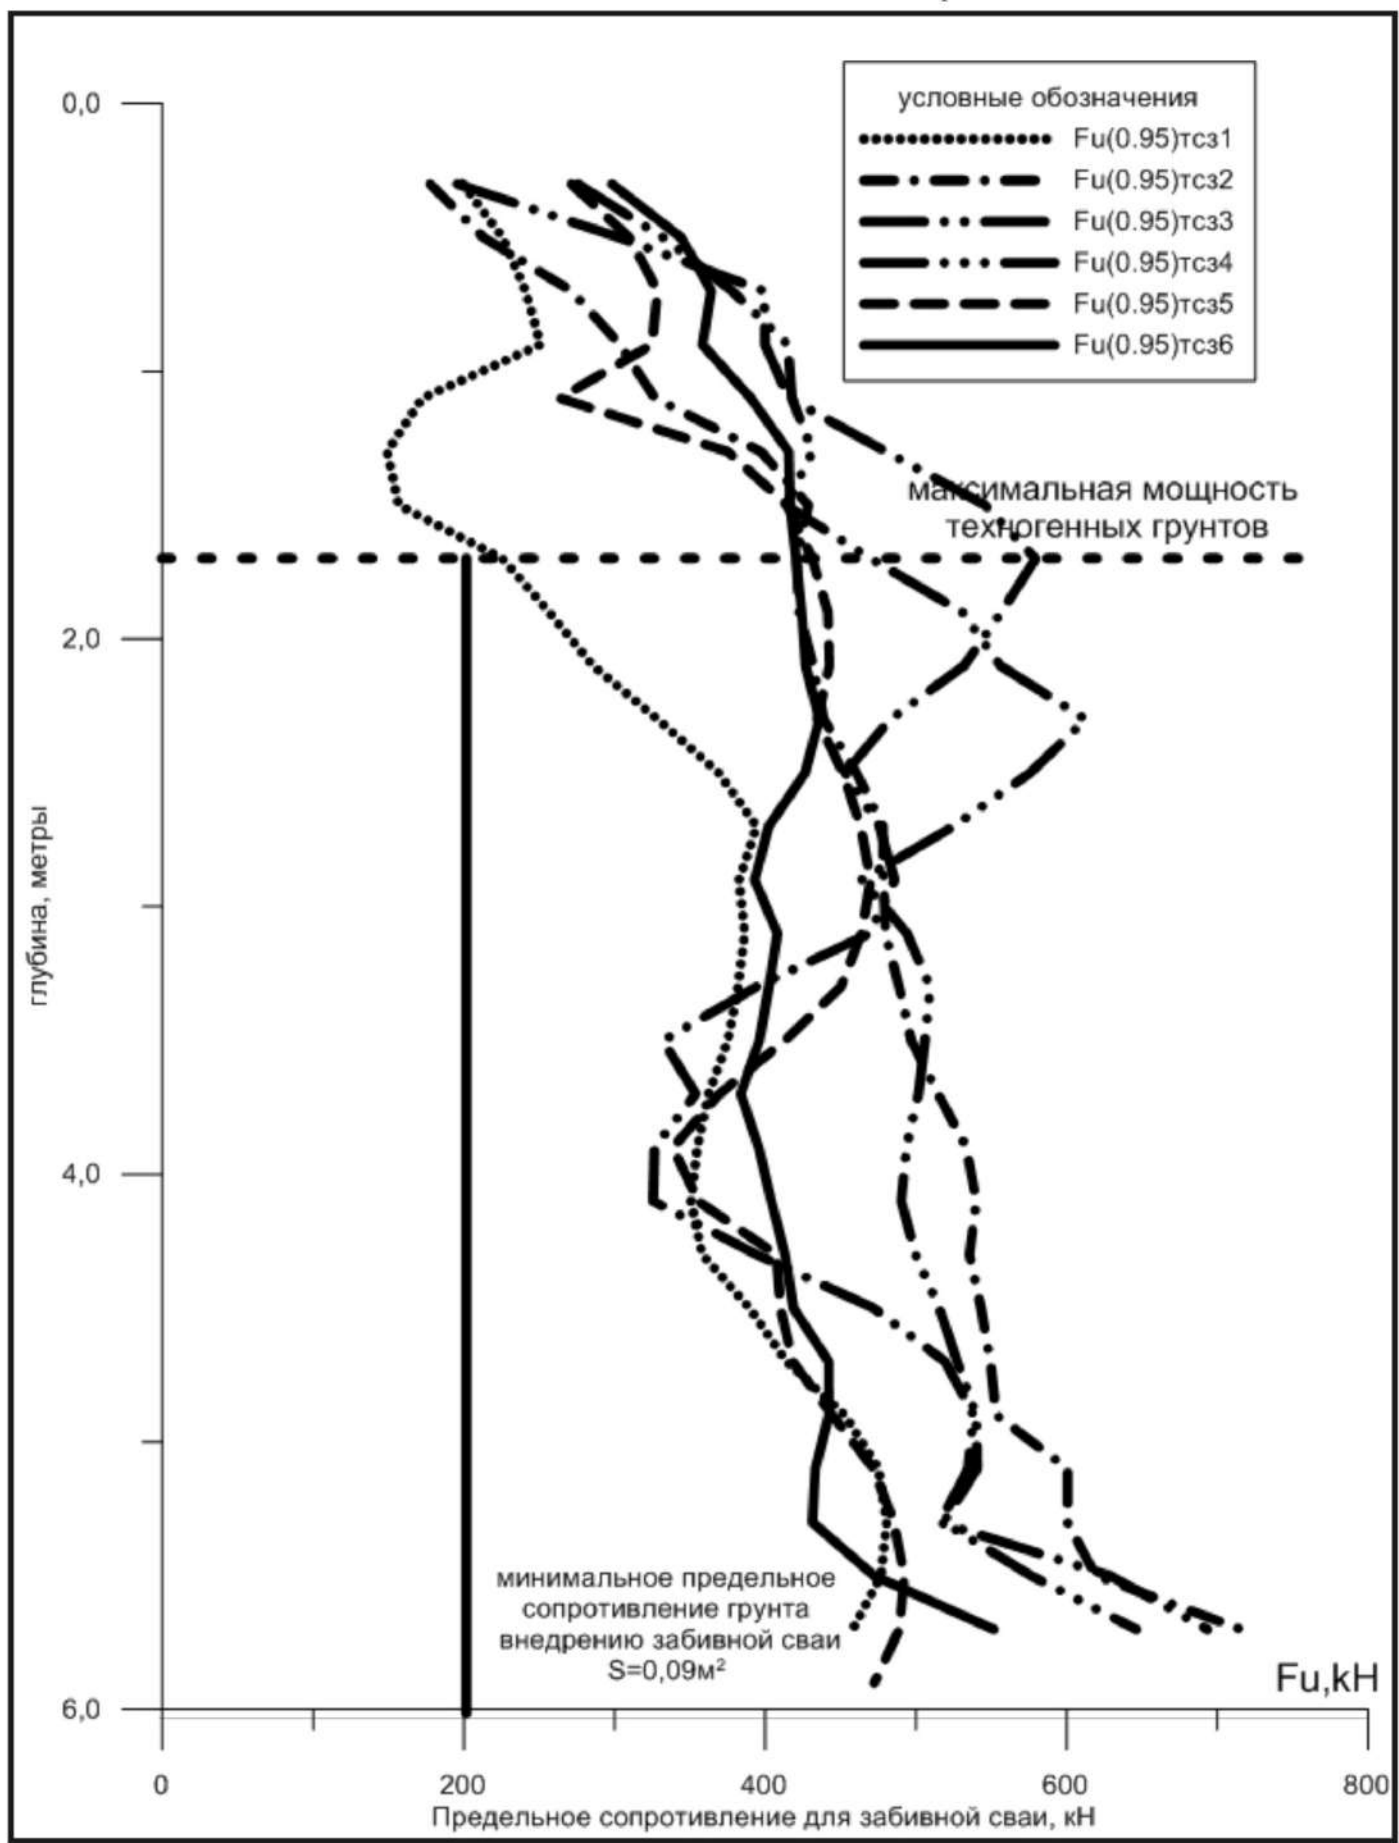 0,0
условные обозначения
Fu(0.95)тсз1
Fu(0.95)тсз2
Fu(0.95)тсз3
Fu(0.95)тсз4
Fu(0.95)тсз5
Fu(0.95)тсз6
максимальная мощность
техногенных грунтов
2,0
глубина, метры
4,0
минимальное предельное
сопротивление грунта
внедрению забивной сваи
S=0,09м²
Fu,kH
6,0
0 200 400 600 800
Предельное сопротивление для забивной сваи, кН